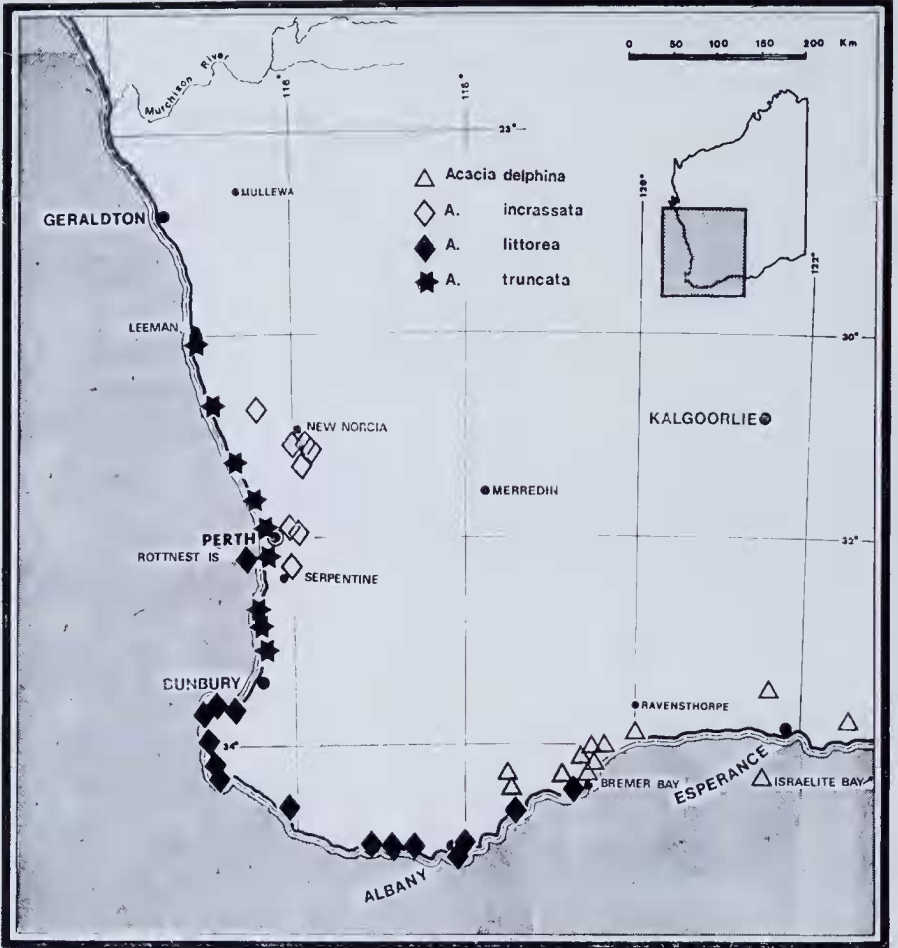 0 50 100 150 200 Km
Murchison River
116°
118°
23°
120°
122°
MULLEWA
GERALDTON
Acacia delphina
A. incrassata
A. littorea
A. truncata
LEEMAN
30°
NEW NORCIA
KALGOORLIE
MERREDIN
PERTH
32°
ROTTNEST IS
SERPENTINE
BUNBURY
RAVENSTHORPE
34°
BREMER BAY
ESPERANCE
ISRAELITE BAY
ALBANY